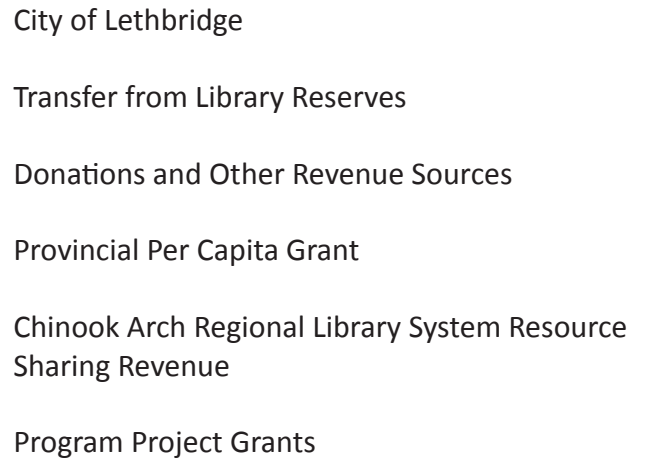 City of Lethbridge
Transfer from Library Reserves
Donations and Other Revenue Sources
Provincial Per Capita Grant
Chinook Arch Regional Library System Resource
Sharing Revenue
Program Project Grants